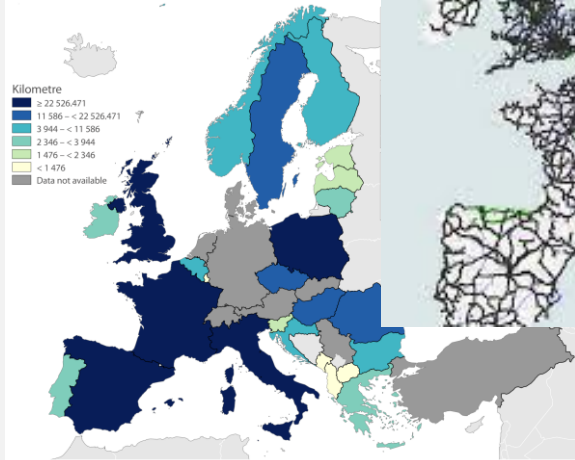 Kilometre
≥ 22 526.471
11 586 – < 22 526.471
3 944 – < 11 586
2 346 – < 3 944
1 476 – < 2 346
< 1 476
Data not available